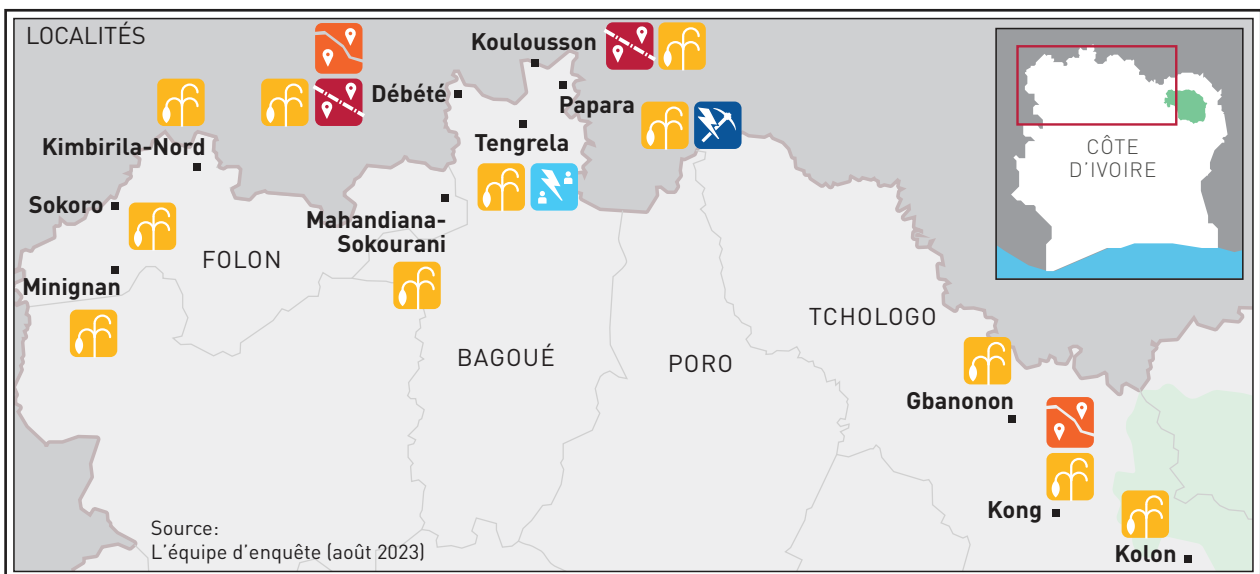 LOCALITÉS
Koulousson
Débété
Papara
Kimbirila-Nord
Tengrela
Sokoro
Mahandiana-
Sokourani
FOLON
Minignan
BAGOUÉ
PORO
TCHOLOGO
Gbanonon
Kong
Kolon
CÔTE
D'IVOIRE
Source:
L'équipe d'enquête (août 2023)